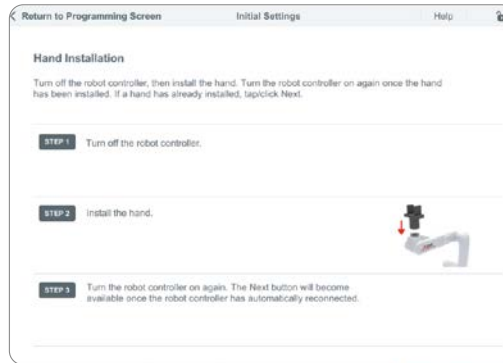 Return to Programming Screen
Initial Settings
Help
Hand Installation
Turn off the robot controller, then install the hand. Turn the robot controller on again once the hand
has been installed. If a hand has already installed, tap/click Next.
STEP 1
Turn off the robot controller.
STEP 2
Install the hand.
STEP 3
Turn the robot controller on again. The Next button will become
available once the robot controller has automatically reconnected.